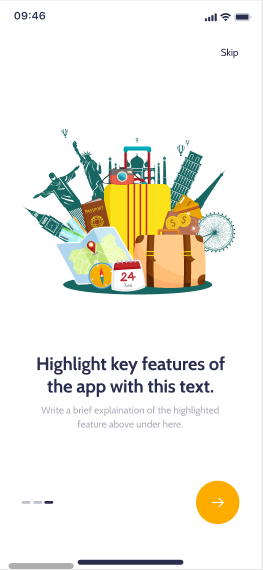 09:46
Skip
PASSPORT
24
Highlight key features of
the app with this text.
Write a brief explaination of the highlighted
feature above under here.